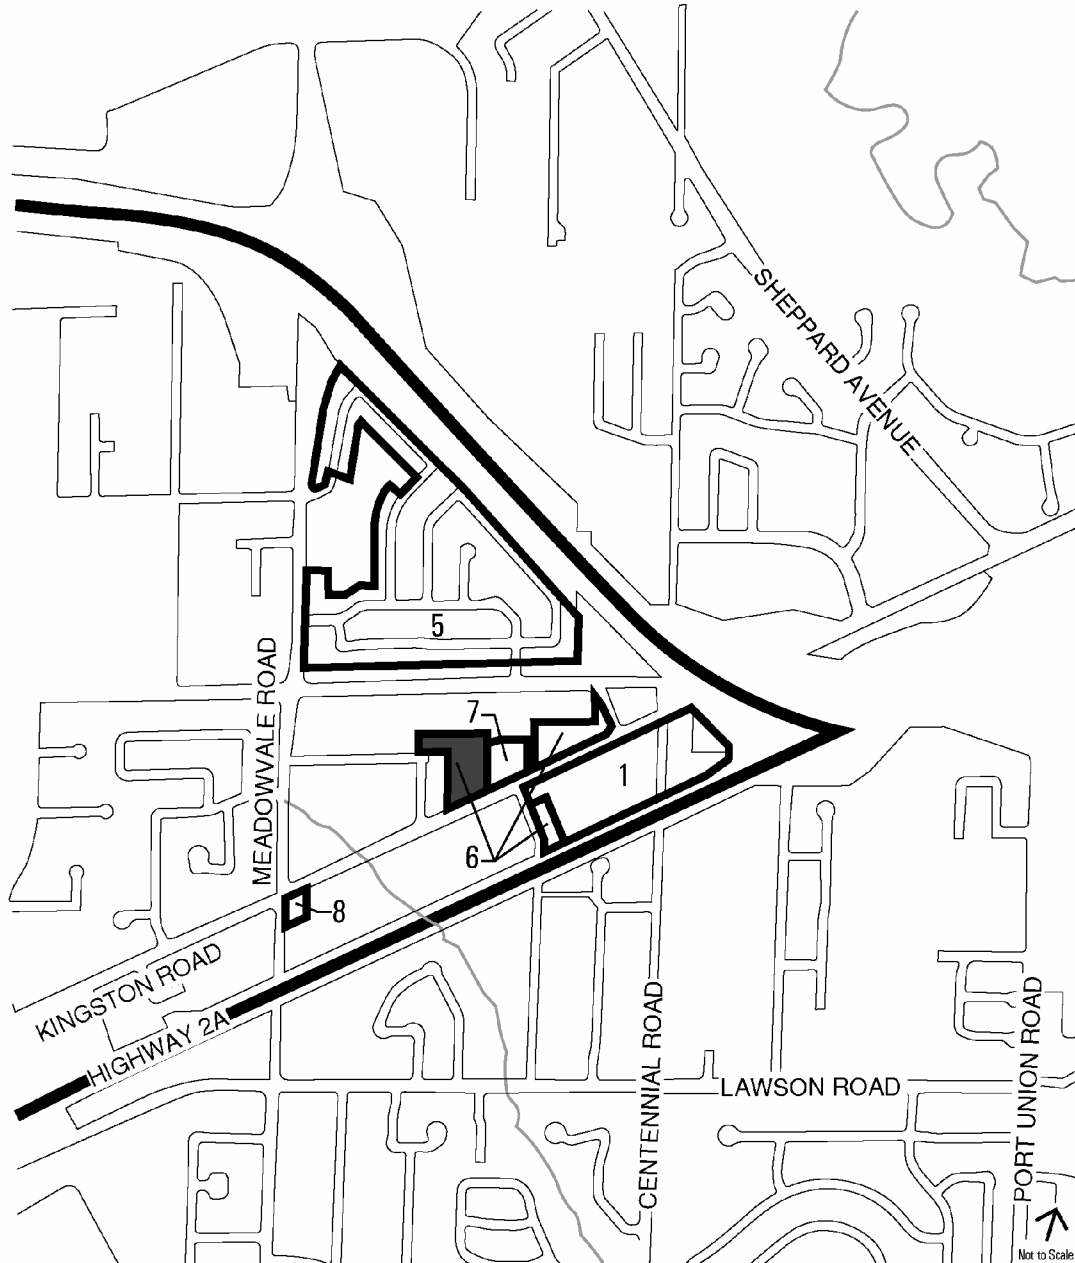 SHEPPARD AVENUE
5
MEADOWVALE ROAD
7
1
6
8
KINGSTON ROAD
HIGHWAY 2A
CENTENNIAL ROAD
LAWSON ROAD
PORT UNION ROAD
Not to Scale